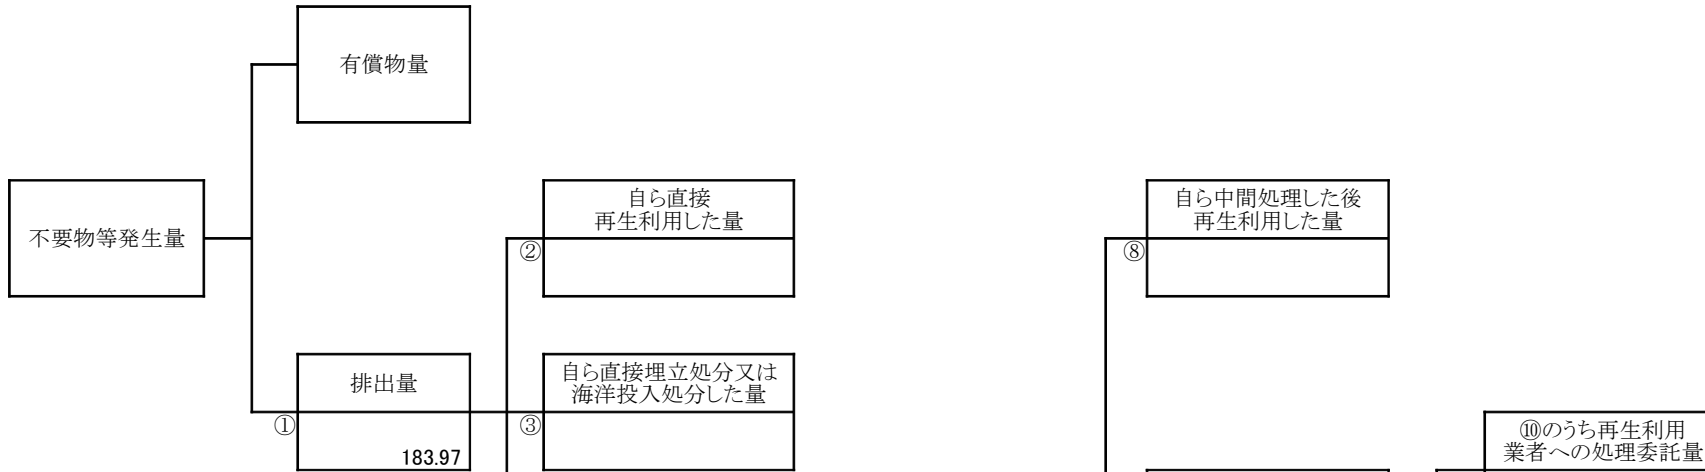 有償物量
不要物等発生量
自ら直接
再生利用した量
②
自ら中間処理した後
再生利用した量
⑧
排出量
①
183.97
自ら直接埋立処分又は
海洋投入処分した量
③
⑩のうち再生利用
業者への処理委託量